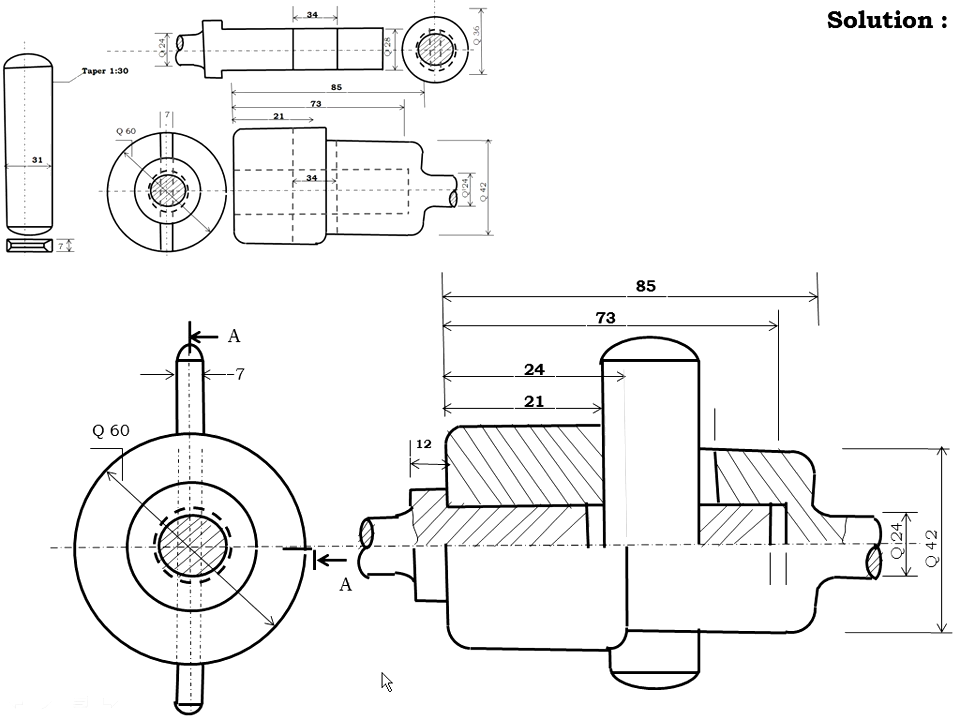 Solution :
34
Q 24
Q 28
Q 36
Taper 1:30
31
7
85
73
21
7
Q 60
34
Q 24
Q 42
85
73
24
21
12
A
7
Q 60
A
Q 24
Q 42